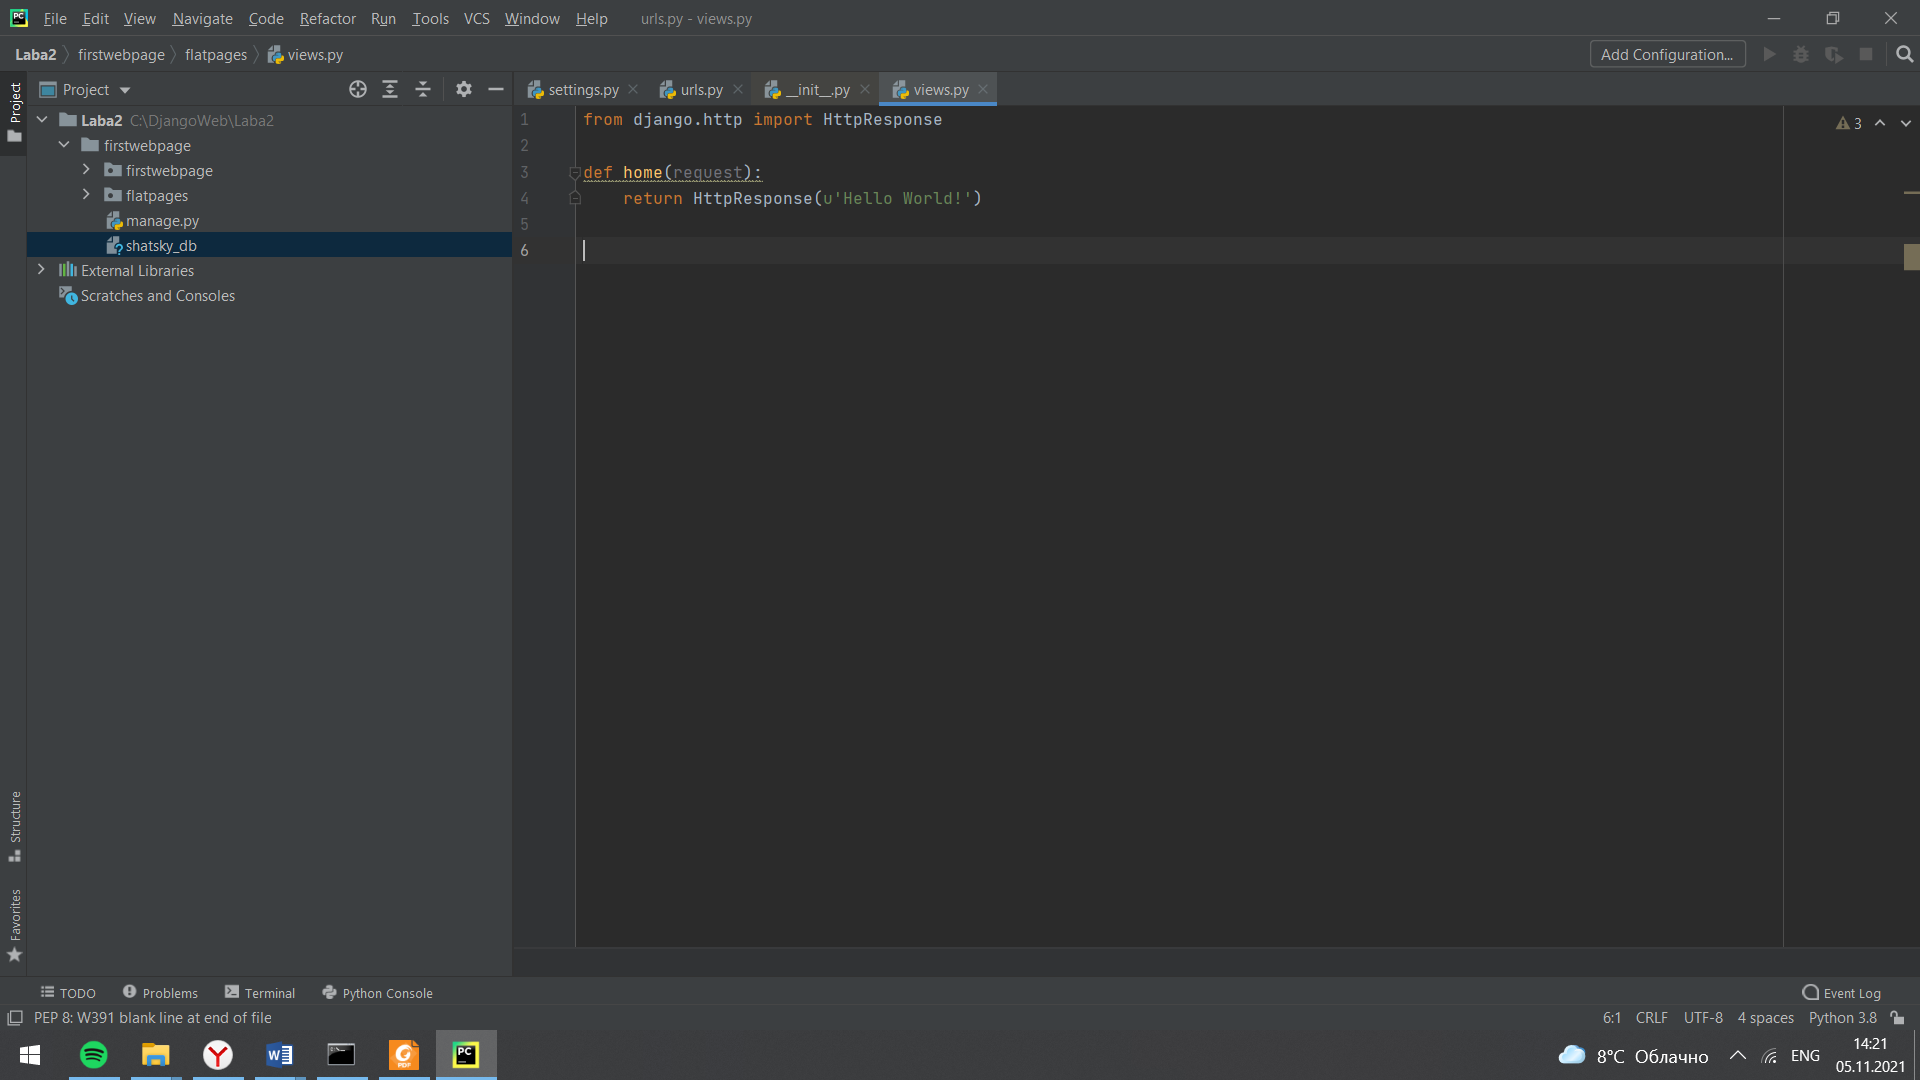 File Edit View Navigate Code Refactor Run Tools VCS Window Help urls.py - views.py
Laba2 firstwebpage flatpages views.py Add Configuration...
Project
Project
settings.py urls.py __init__.py views.py
Laba2 C:\DjangoWeb\Laba2
firstwebpage
firstwebpage
flatpages
manage.py
shatsky_db
External Libraries
Scratches and Consoles
1 from django.http import HttpResponse
2
3 def home(request):
4 return HttpResponse(u'Hello World!')
5
6
3
Structure
Favorites
TODO Problems Terminal Python Console Event Log
PEP 8: W391 blank line at end of file 6:1 CRLF UTF-8 4 spaces Python 3.8
8°C Облачно ENG 14:21
05.11.2021